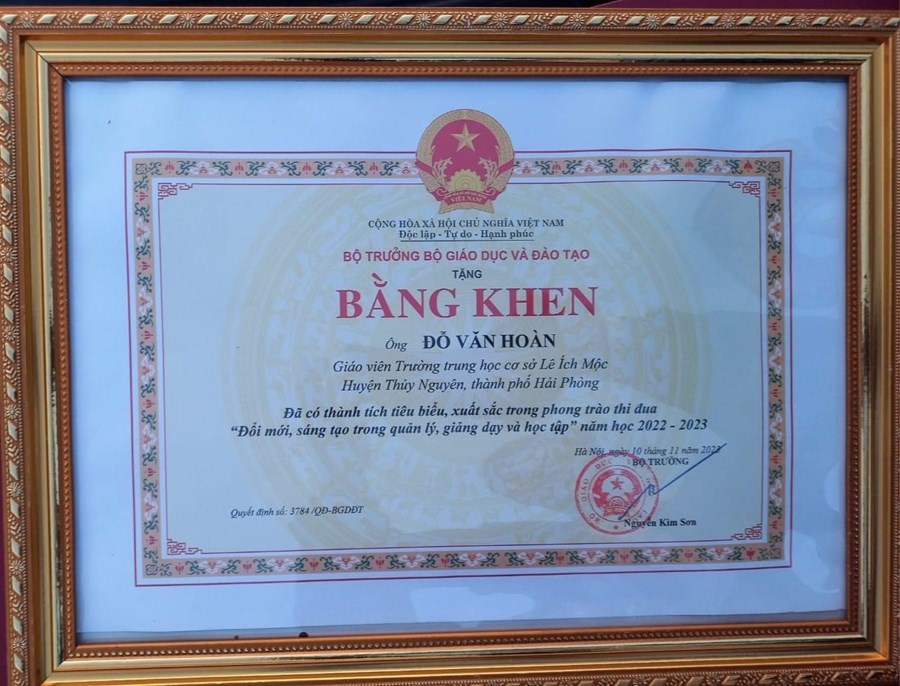 VIỆT NAM
CỘNG HÒA XÃ HỘI CHỦ NGHĨA VIỆT NAM
Độc lập - Tự do - Hạnh phúc
BỘ TRƯỞNG BỘ GIÁO DỤC VÀ ĐÀO TẠO
TẶNG
BẰNG KHEN
Ông ĐỖ VĂN HOÀN
Giáo viên Trường trung học cơ sở Lê Ích Mộc
Huyện Thủy Nguyên, thành phố Hải Phòng
Đã có thành tích tiêu biểu, xuất sắc trong phong trào thi đua
“Đổi mới, sáng tạo trong quản lý, giảng dạy và học tập” năm học 2022 - 2023
Hà Nội, ngày 10 tháng 11 năm 2023
BỘ TRƯỞNG
Quyết định số: 3784 /QĐ-BGDĐT
Nguyễn Kim Sơn